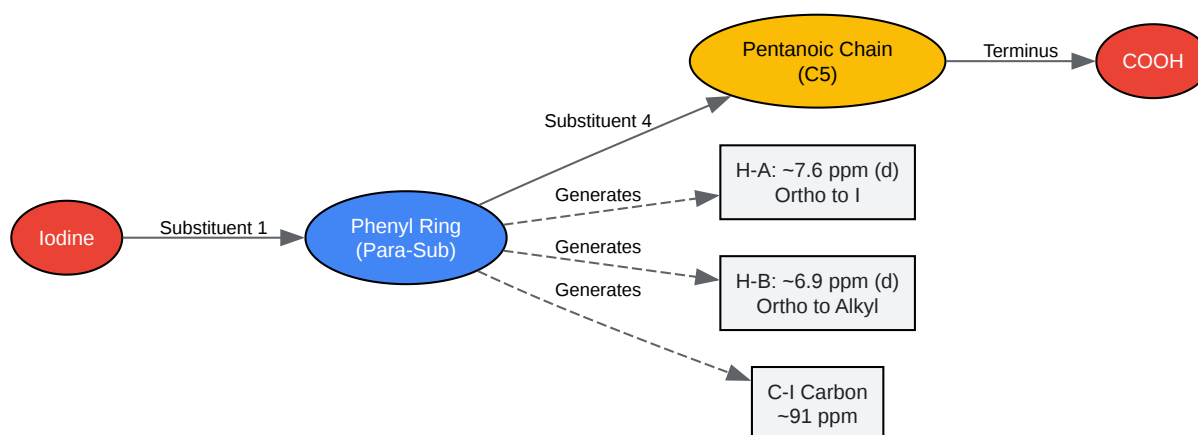 Pentanoic Chain
(C5)
Terminus
COOH
Substituent 4
H-A: ~7.6 ppm (d)
Ortho to I
Generates
Iodine
Substituent 1
Phenyl Ring
(Para-Sub)
Generates
H-B: ~6.9 ppm (d)
Ortho to Alkyl
Generates
C-I Carbon
~91 ppm